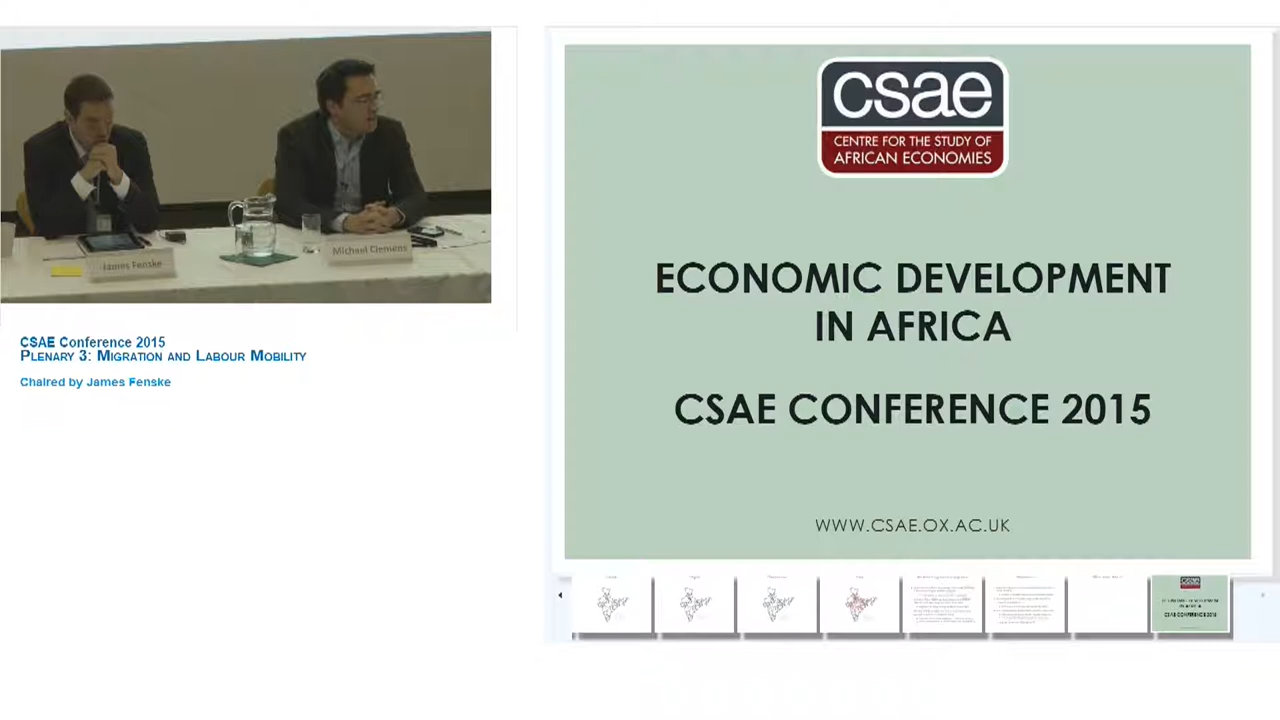 James Fenske
Michael Clemens
CSAE Conference 2015
PLENARY 3: MIGRATION AND LABOUR MOBILITY
Chaired by James Fenske
csae
CENTRE FOR THE STUDY OF
AFRICAN ECONOMIES
ECONOMIC DEVELOPMENT
IN AFRICA
CSAE CONFERENCE 2015
WWW.CSAE.OX.AC.UK